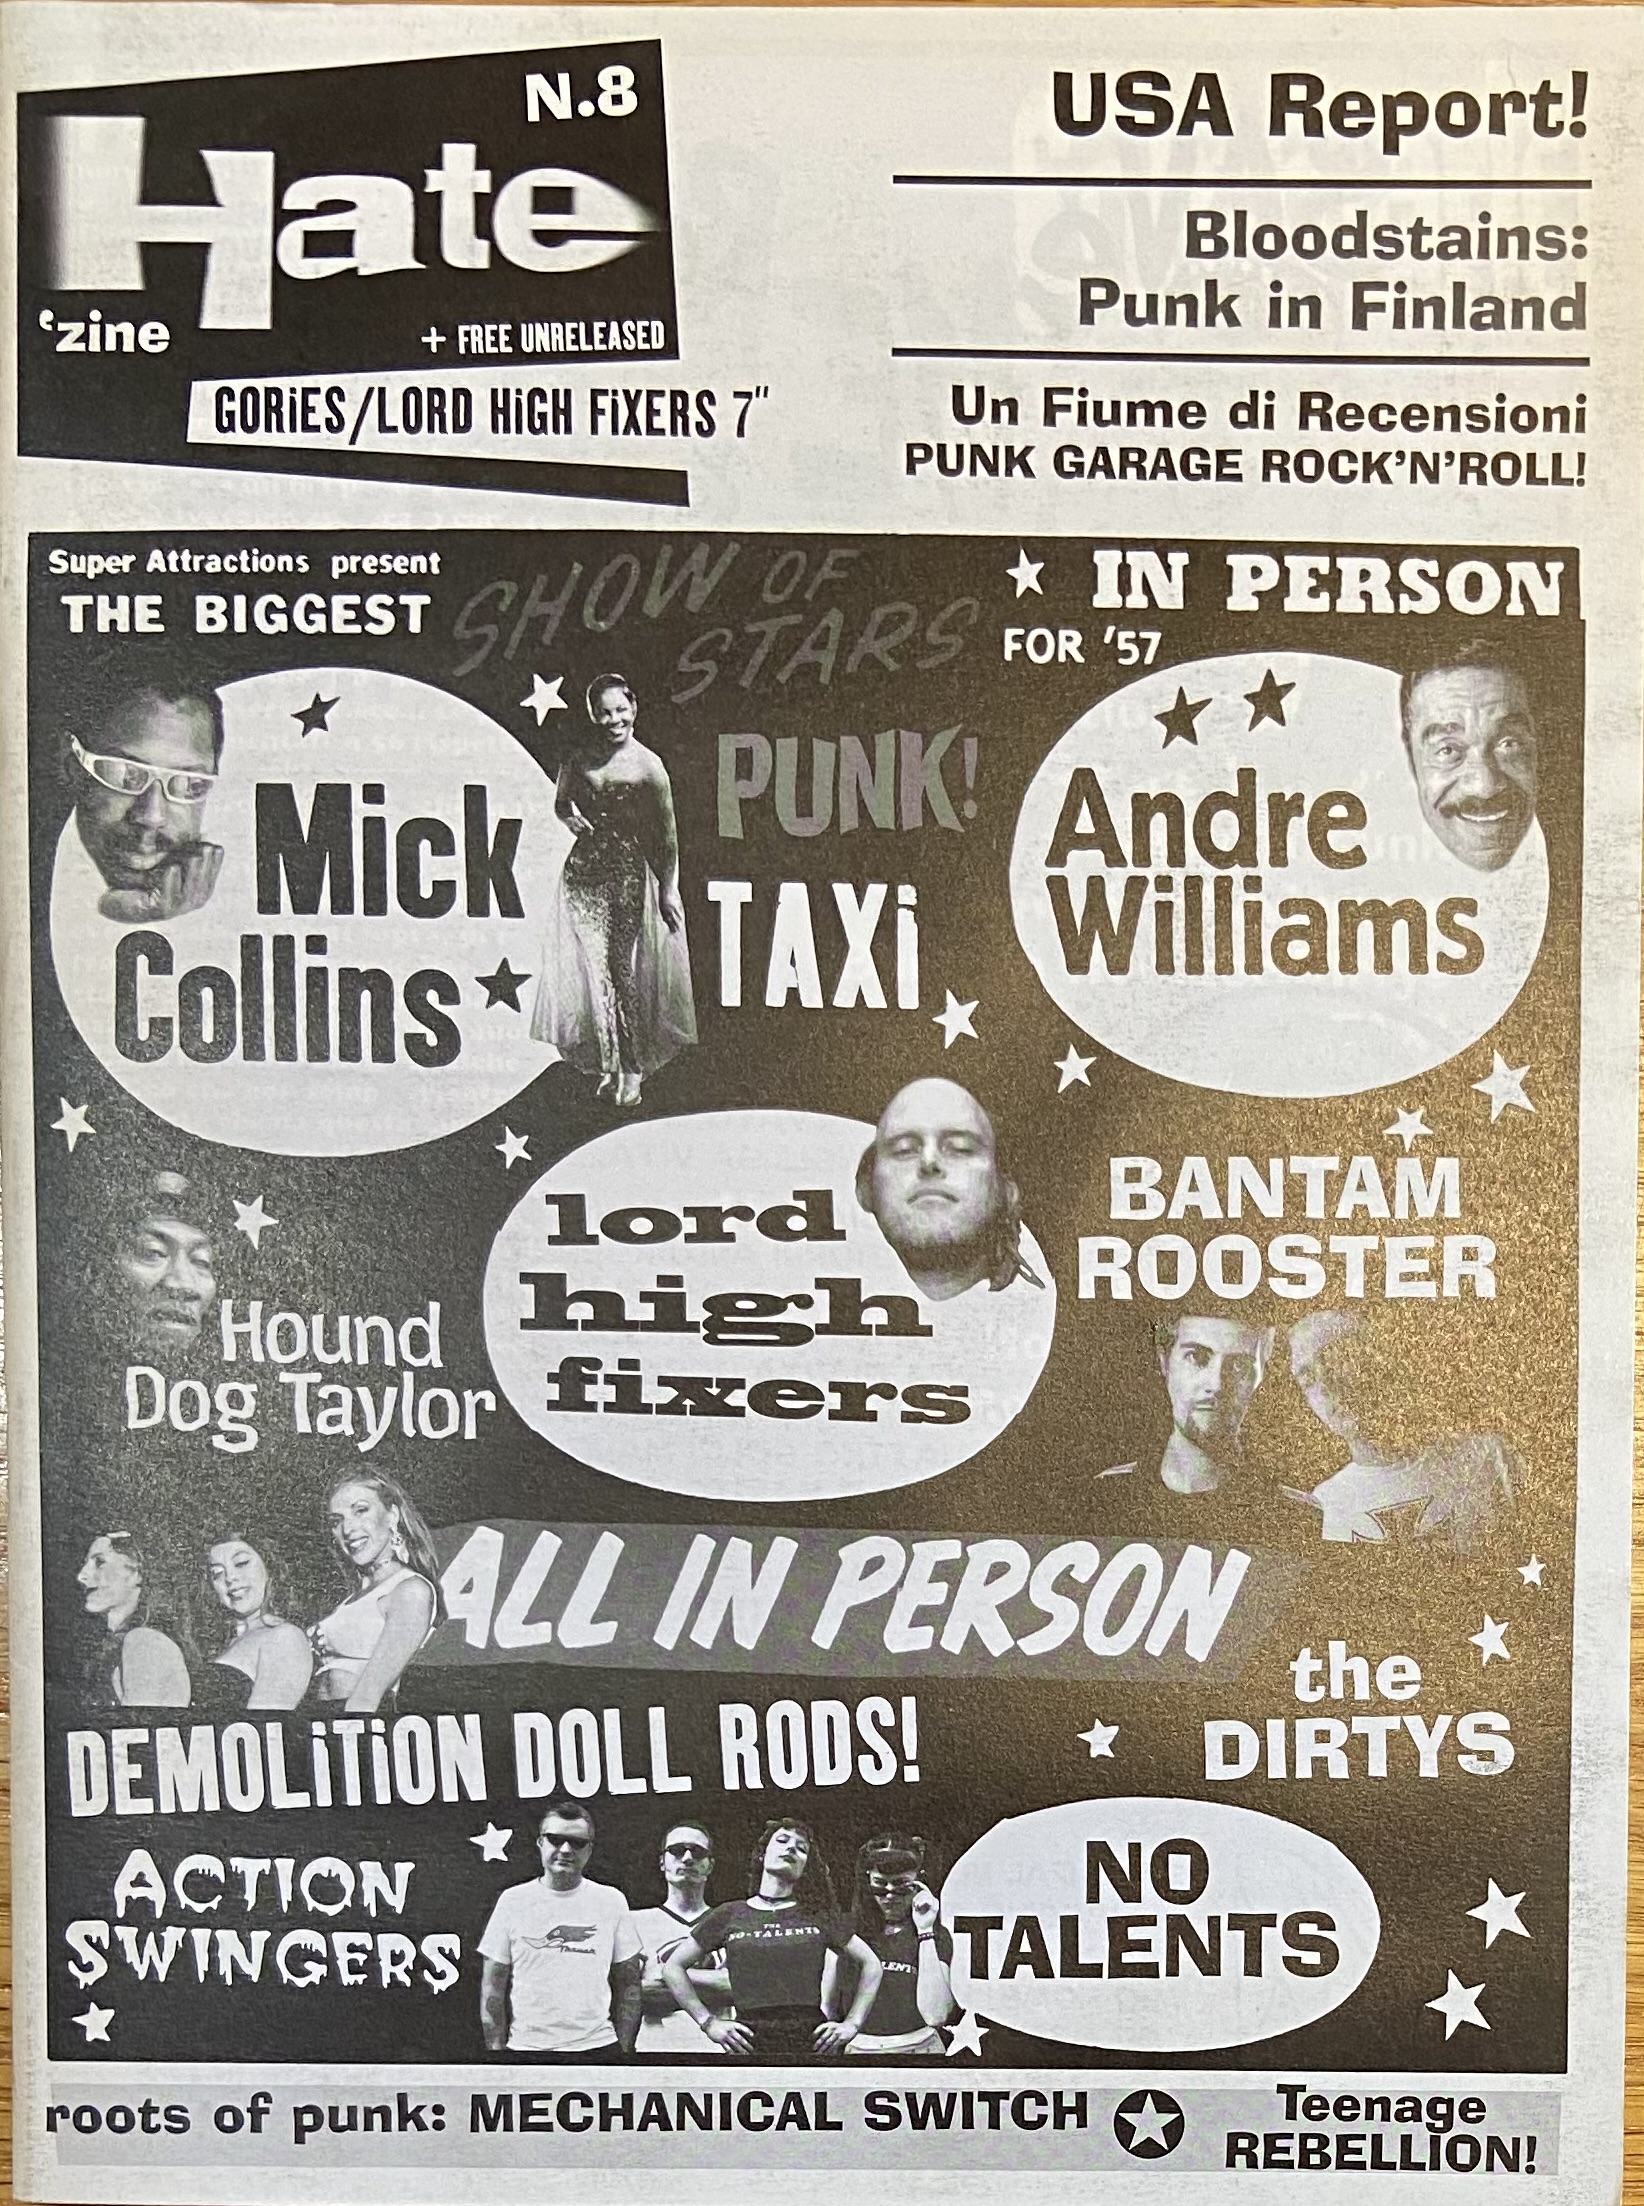 N.8
Hate
'zine
+ FREE UNRELEASED
GORiES/LORD HiGH FiXERS 7"
USA Report!
Bloodstains:
Punk in Finland
Un Fiume di Recensioni
PUNK GARAGE ROCK'N'ROLL!
Super Attractions present
THE BIGGEST
SHOW OF
STARS
★ IN PERSON
FOR '57
Mick
Collins
PUNK!
TAXi
Andre
Williams
Hound
Dog Taylor
lord
high
fixers
BANTAM
ROOSTER
ALL IN PERSON
DEMOLiTiON DOLL RODS!
the
DIRTYS
ACTION
SWINGERS
THE
NO-TALENTS
NO
TALENTS
roots of punk: MECHANICAL SWITCH
Teenage
REBELLION!